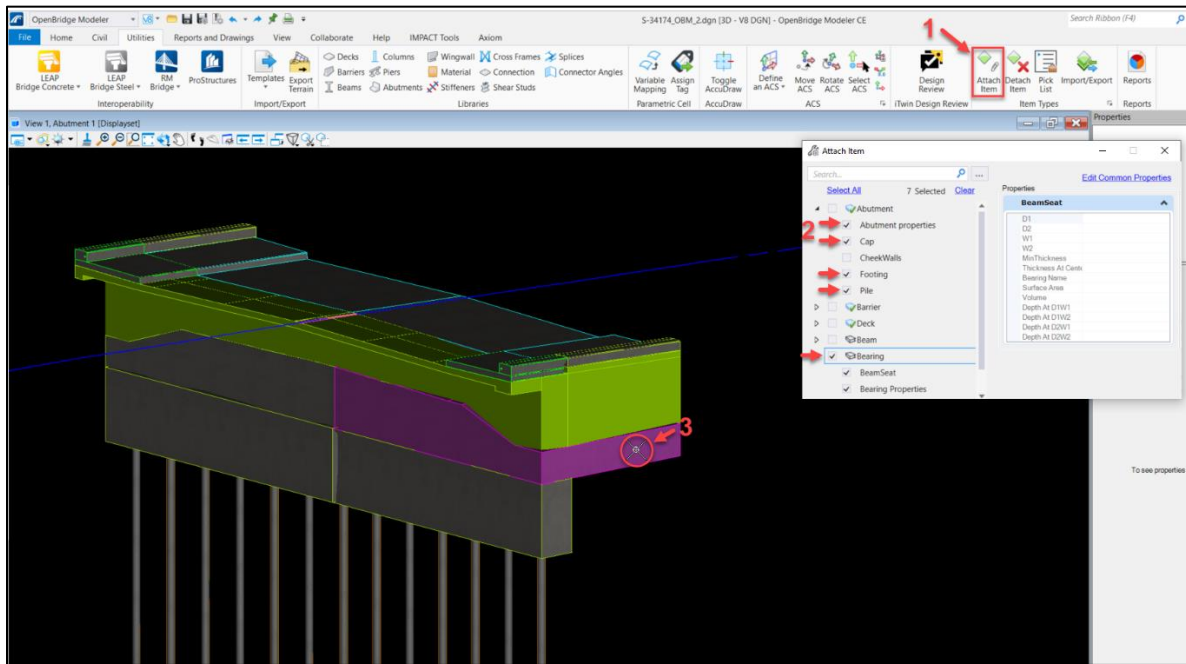 OpenBridge Modeler
S-34174_OBM_2.dgn [3D - V8 DGN] - OpenBridge Modeler CE
Search Ribbon (F4)
File Home Civil Utilities Reports and Drawings View Collaborate Help IMPACT Tools Axiom
1
LEAP
Bridge Concrete
LEAP
Bridge Steel
RM
Bridge
ProStructures
Interoperability
Templates
Export
Terrain
Import/Export
Decks Columns Wingwall Cross Frames Splices
Barriers Piers Material Connection Connector Angles
Beams Abutments Stiffeners Shear Studs
Libraries
Variable
Mapping
Assign
Tag
Parametric Cell
Toggle
AccuDraw
AccuDraw
Define
an ACS
Move
ACS
Rotate
ACS
Select
ACS
ACS
Design
Review
iTwin Design Review
Attach
Item
Detach
Item
Pick
List
Import/Export
Item Types
Reports
Reports
View 1, Abutment 1 [Displayset]
Properties
Attach Item
Search...
...
Edit Common Properties
Select All 7 Selected Clear
Abutment
2
Abutment properties
Cap
CheekWalls
Footing
Pile
Barrier
Deck
Beam
Bearing
BeamSeat
Bearing Properties
Properties
BeamSeat
D1
D2
W1
W2
MinThickness
Thickness At Cente
Bearing Name
Surface Area
Volume
Depth At D1W1
Depth At D1W2
Depth At D2W1
Depth At D2W2
3
To see properties